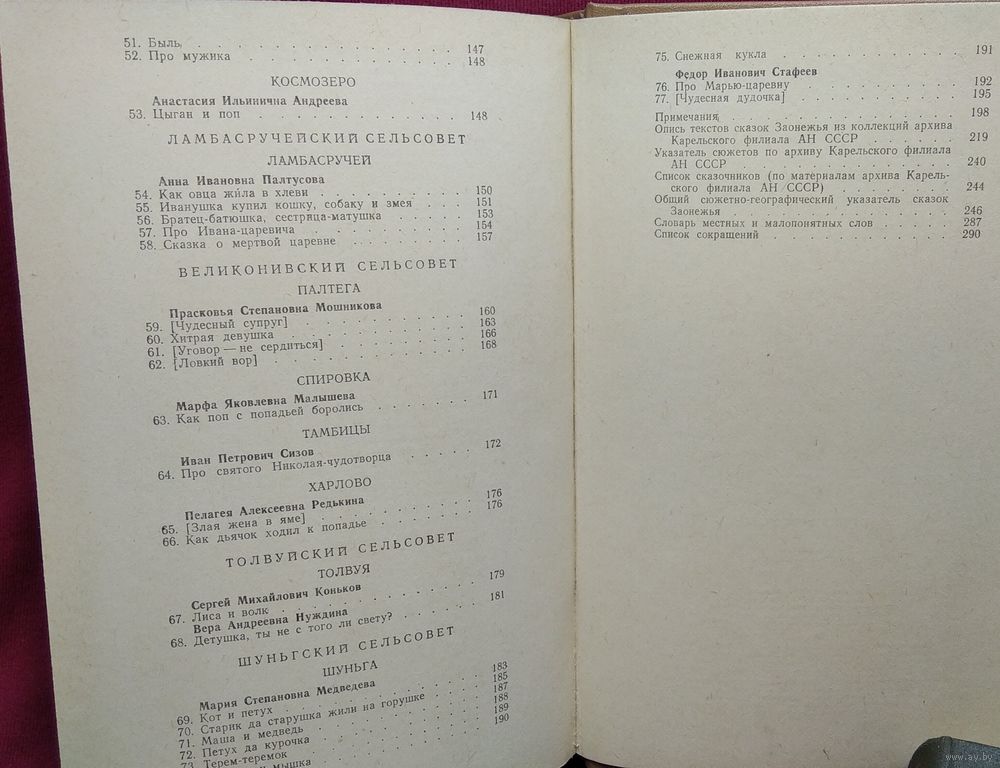 51. Быль . . . . . . . . . . . . . 147
52. Про мужика . . . . . . . . . . . 148
КОСМОЗЕРО
Анастасия Ильинична Андреева
53. Цыган и поп . . . . . . . . . . . 148
ЛАМБАСРУЧЕЙСКИЙ СЕЛЬСОВЕТ
ЛАМБАСРУЧЕЙ
Анна Ивановна Палтусова
54. Как овца жила в хлеви . . . . . . . . 150
55. Иванушка купил кошку, собаку и змея . . . 151
56. Братец-батюшка, сестрица-матушка . . . . 153
57. Про Ивана-царевича . . . . . . . . . 154
58. Сказка о мертвой царевне . . . . . . . 157
ВЕЛИКОНИВСКИЙ СЕЛЬСОВЕТ
ПАЛТЕГА
Прасковья Степановна Мошникова
59. [Чудесный супруг] . . . . . . . . . 160
60. Хитрая девушка . . . . . . . . . . 163
61. [Уговор — не сердиться] . . . . . . . 166
62. [Ловкий вор] . . . . . . . . . . . 168
СПИРОВКА
Марфа Яковлевна Малышева
63. Как поп с попадьей боролись . . . . . . 171
ТАМБИЦЫ
Иван Петрович Сизов
64. Про святого Николая-чудотворца . . . . . 172
ХАРЛОВО
Пелагея Алексеевна Редькина
65. [Злая жена в яме] . . . . . . . . . 176
66. Как дьячок ходил к попадье . . . . . . 176
ТОЛВУЙСКИЙ СЕЛЬСОВЕТ
ТОЛВУЯ
Сергей Михайлович Коньков
67. Лиса и волк . . . . . . . . . . . 179
Вера Андреевна Нуждина
68. Детушка, ты не с того ли свету? . . . . . 181
ШУНЬГСКИЙ СЕЛЬСОВЕТ
ШУНЬГА
Мария Степановна Медведева
69. Кот и петух . . . . . . . . . . . 183
70. Старик да старушка жили на горушке . . . . 185
71. Маша и медведь . . . . . . . . . . 187
72. Петух да курочка . . . . . . . . . . 188
73. Терем-теремок . . . . . . . . . . . 189
и мышка . . . . . . . . . . 190
75. Снежная кукла . . . . . . . . . . . 191
Федор Иванович Стафеев
76. Про Марью-царевну . . . . . . . . . 192
77. [Чудесная дудочка] . . . . . . . . . 195
Примечания . . . . . . . . . . . . . 198
Опись текстов сказок Заонежья из коллекций архива
Карельского филиала АН СССР . . . . . . 219
Указатель сюжетов по архиву Карельского филиала
АН СССР . . . . . . . . . . . . 240
Список сказочников (по материалам архива Карель-
ского филиала АН СССР) . . . . . . . 244
Общий сюжетно-географический указатель сказок
Заонежья . . . . . . . . . . . . 246
Словарь местных и малопонятных слов . . . . . 287
Список сокращений . . . . . . . . . . . 290
www.ay.by